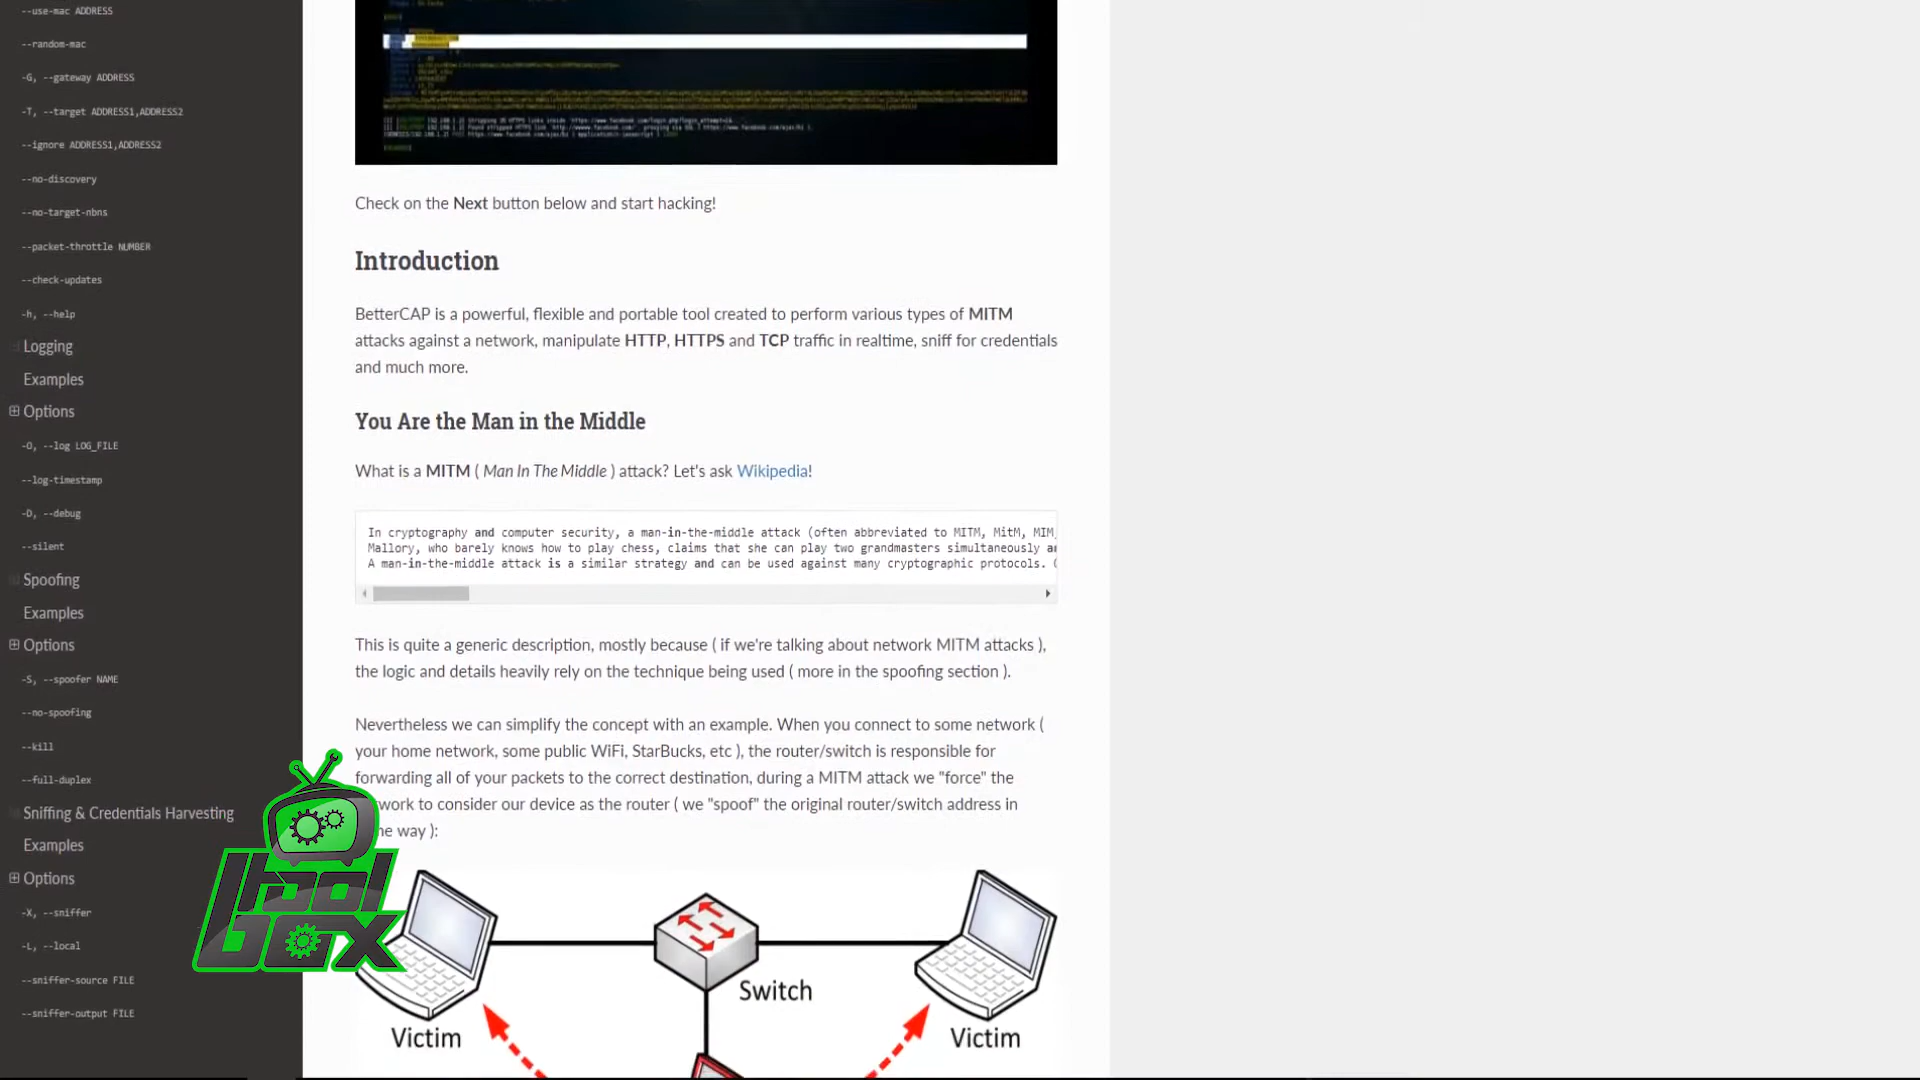 --use-mac ADDRESS
--random-mac
-G, --gateway ADDRESS
-T, --target ADDRESS1,ADDRESS2
--ignore ADDRESS1,ADDRESS2
--no-discovery
--no-target-nbns
--packet-throttle NUMBER
--check-updates
-h, --help
Logging
Examples
Options
-O, --log LOG_FILE
--log-timestamp
-D, --debug
--silent
Spoofing
Examples
Options
-S, --spoofer NAME
--no-spoofing
--kill
--full-duplex
Sniffing & Credentials Harvesting
Examples
Options
-X, --sniffer
-L, --local
--sniffer-source FILE
--sniffer-output FILE
Check on the Next button below and start hacking!
Introduction
BetterCAP is a powerful, flexible and portable tool created to perform various types of MITM
attacks against a network, manipulate HTTP, HTTPS and TCP traffic in realtime, sniff for credentials
and much more.
You Are the Man in the Middle
What is a MITM ( Man In The Middle ) attack? Let's ask Wikipedia!
In cryptography and computer security, a man-in-the-middle attack (often abbreviated to MITM, MitM, MIM
Mallory, who barely knows how to play chess, claims that she can play two grandmasters simultaneously
A man-in-the-middle attack is a similar strategy and can be used against many cryptographic protocols.
This is quite a generic description, mostly because ( if we're talking about network MITM attacks ),
the logic and details heavily rely on the technique being used ( more in the spoofing section ).
Nevertheless we can simplify the concept with an example. When you connect to some network (
your home network, some public WiFi, StarBucks, etc ), the router/switch is responsible for
forwarding all of your packets to the correct destination, during a MITM attack we "force" the
work to consider our device as the router ( we "spoof" the original router/switch address in
e way ):
Switch
Victim
Victim